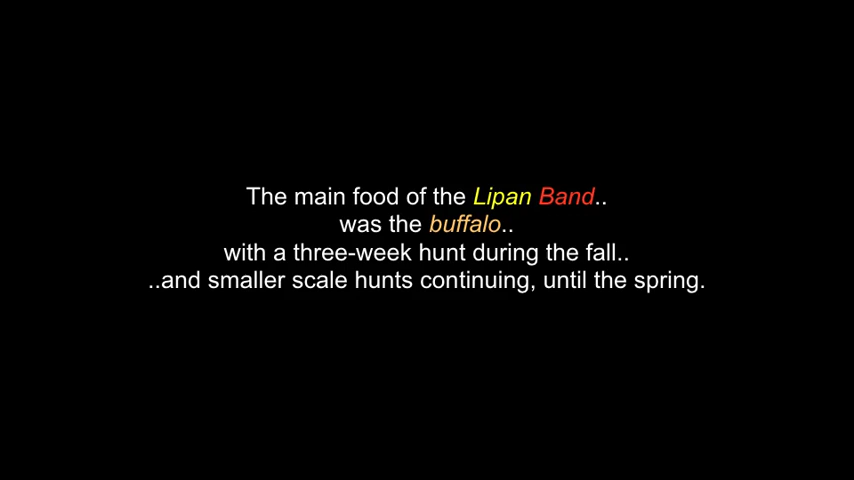 The main food of the Lipan Band..
was the buffalo..
with a three-week hunt during the fall..
..and smaller scale hunts continuing, until the spring.